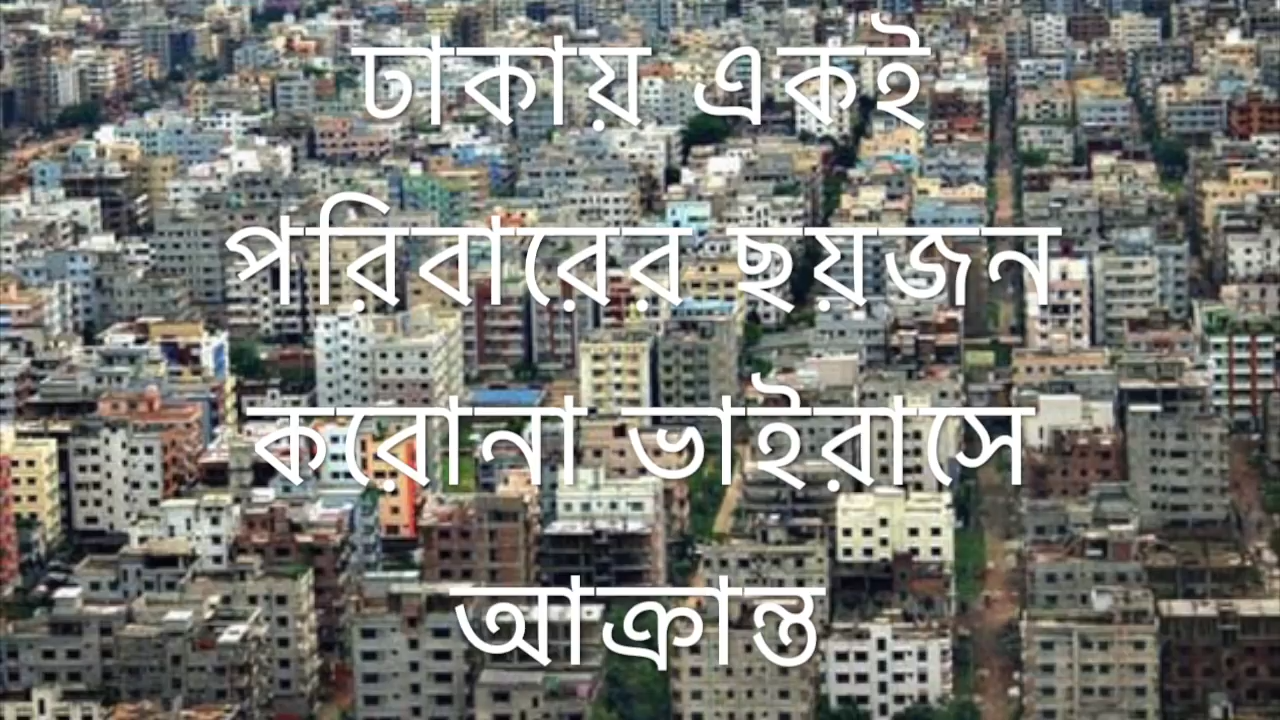 ঢাকায় একই
পরিবারের ছয়জন
করোনা ভাইরাসে
আক্রান্ত